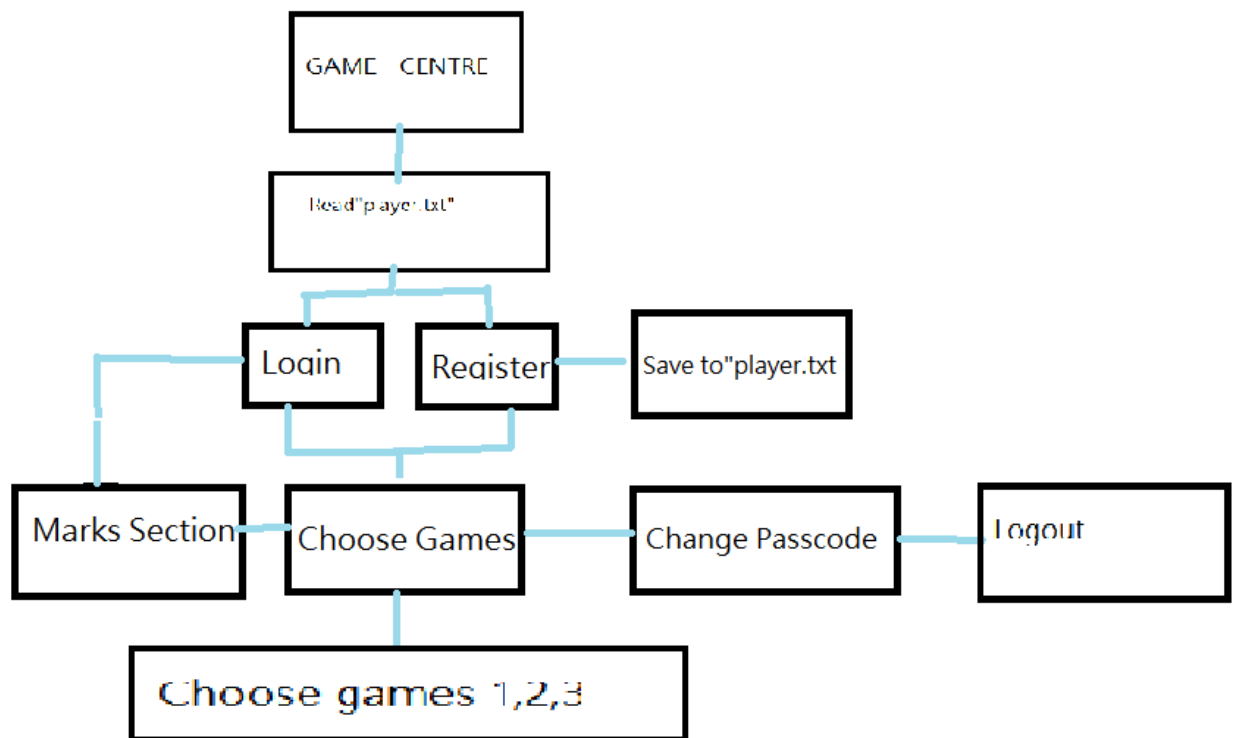 GAME CENTRE
Read"player.txt"
Login
Register
Save to"player.txt
Marks Section
Choose Games
Change Passcode
Logout
Choose games 1,2,3